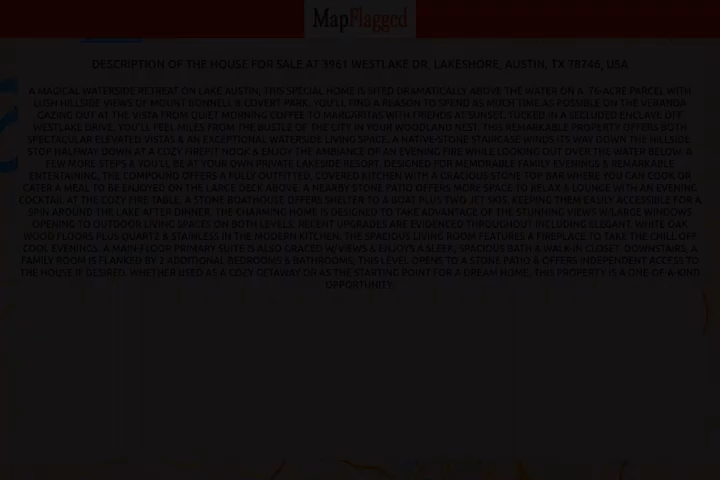 MapFlagged
DESCRIPTION OF THE HOUSE FOR SALE AT 3961 WESTLAKE DR, LAKESHORE, AUSTIN, TX 78746, USA
A MAGICAL WATERSIDE RETREAT ON LAKE AUSTIN, THIS SPECIAL HOME IS SITED DRAMATICALLY ABOVE THE WATER ON A .76-ACRE PARCEL WITH
LUSH HILLSIDE VIEWS OF MOUNT BONNELL & COVERT PARK. YOU'LL FIND A REASON TO SPEND AS MUCH TIME AS POSSIBLE ON THE VERANDA
GAZING OUT AT THE VISTA FROM QUIET MORNING COFFEE TO MARGARITAS WITH FRIENDS AT SUNSET. TUCKED IN A SECLUDED ENCLAVE OFF
WESTLAKE DRIVE, YOU'LL FEEL MILES FROM THE BUSTLE OF THE CITY IN YOUR WOODLAND NEST. THIS REMARKABLE PROPERTY OFFERS BOTH
SPECTACULAR ELEVATED VISTAS & AN EXCEPTIONAL WATERSIDE LIVING SPACE. A NATIVE-STONE STAIRCASE WINDS ITS WAY DOWN THE HILLSIDE.
STOP HALFWAY DOWN AT A COZY FIREPIT NOOK & ENJOY THE AMBIANCE OF AN EVENING FIRE WHILE LOOKING OUT OVER THE WATER BELOW. A
FEW MORE STEPS & YOU'LL BE AT YOUR OWN PRIVATE LAKESIDE RESORT. DESIGNED FOR MEMORABLE FAMILY EVENINGS & REMARKABLE
ENTERTAINING, THE COMPOUND OFFERS A FULLY OUTFITTED, COVERED KITCHEN WITH A GRACIOUS STONE TOP BAR WHERE YOU CAN COOK OR
CATER A MEAL TO BE ENJOYED ON THE LARGE DECK ABOVE. A NEARBY STONE PATIO OFFERS MORE SPACE TO RELAX & LOUNGE WITH AN EVENING
COCKTAIL AT THE COZY FIRE TABLE. A STONE BOATHOUSE OFFERS SHELTER TO A BOAT PLUS TWO JET SKIS, KEEPING THEM EASILY ACCESSIBLE FOR A
SPIN AROUND THE LAKE AFTER DINNER. THE CHARMING HOME IS DESIGNED TO TAKE ADVANTAGE OF THE STUNNING VIEWS W/LARGE WINDOWS
OPENING TO OUTDOOR LIVING SPACES ON BOTH LEVELS. RECENT UPGRADES ARE EVIDENCED THROUGHOUT INCLUDING ELEGANT, WHITE OAK
WOOD FLOORS PLUS QUARTZ & STAINLESS IN THE MODERN KITCHEN. THE SPACIOUS LIVING ROOM FEATURES A FIREPLACE TO TAKE THE CHILL OFF
COOL EVENINGS. A MAIN-FLOOR PRIMARY SUITE IS ALSO GRACED W/VIEWS & ENJOYS A SLEEK, SPACIOUS BATH & WALK-IN CLOSET. DOWNSTAIRS, A
FAMILY ROOM IS FLANKED BY 2 ADDITIONAL BEDROOMS & BATHROOMS. THIS LEVEL OPENS TO A STONE PATIO & OFFERS INDEPENDENT ACCESS TO
THE HOUSE IF DESIRED. WHETHER USED AS A COZY GETAWAY OR AS THE STARTING POINT FOR A DREAM HOME, THIS PROPERTY IS A ONE-OF-A-KIND
OPPORTUNITY.